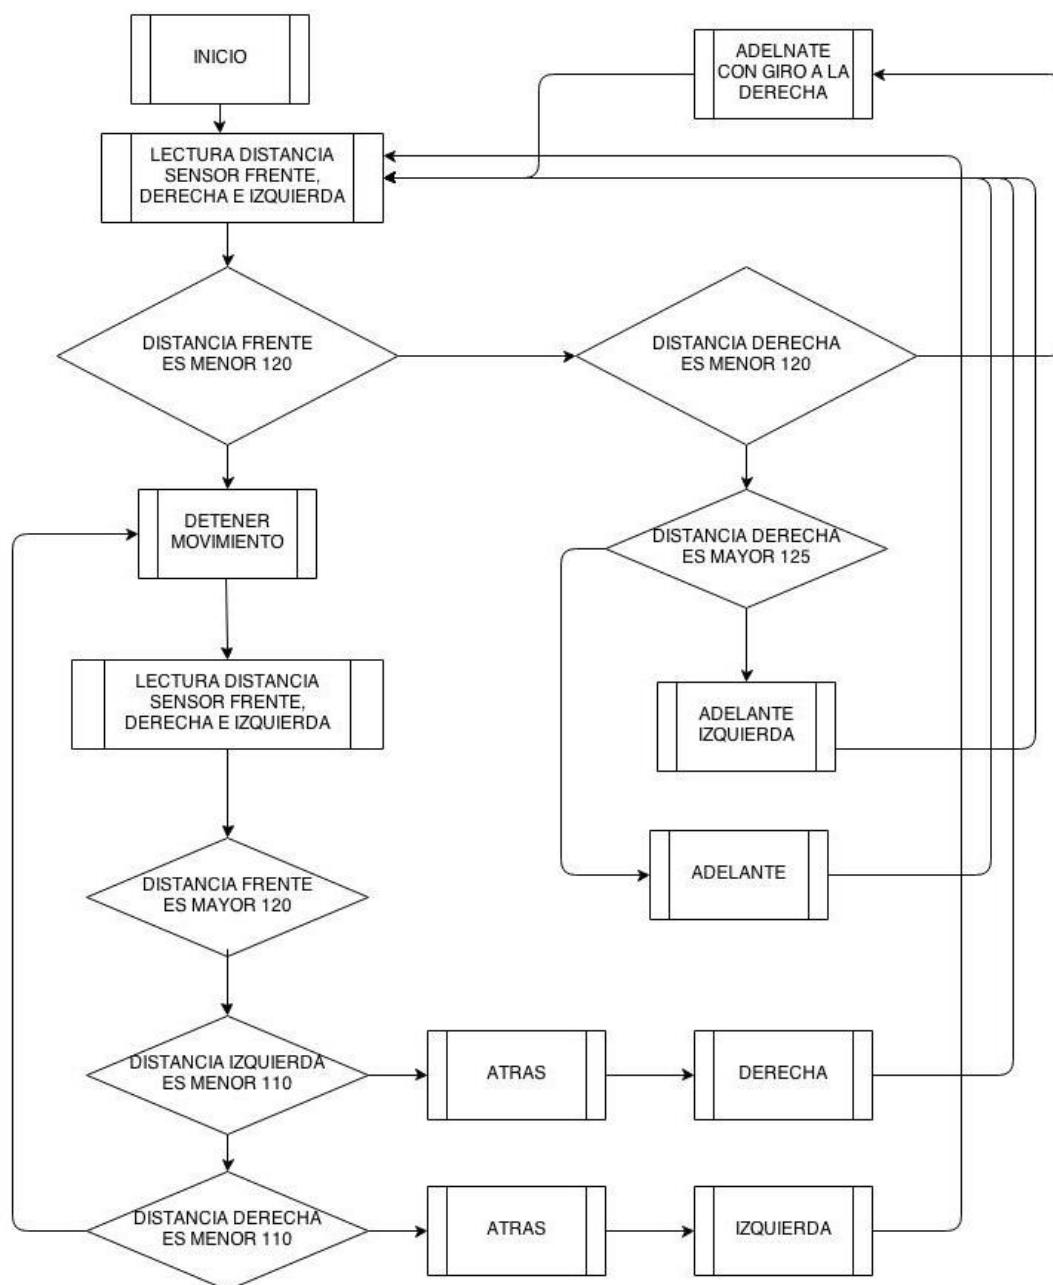 INICIO
ADELNATE
CON GIRO A LA
DERECHA
LECTURA DISTANCIA
SENSOR FRENTE,
DERECHA E IZQUIERDA
DISTANCIA FRENTE
ES MENOR 120
DISTANCIA DERECHA
ES MENOR 120
DETENER
MOVIMIENTO
DISTANCIA DERECHA
ES MAYOR 125
LECTURA DISTANCIA
SENSOR FRENTE,
DERECHA E IZQUIERDA
ADELANTE
IZQUIERDA
DISTANCIA FRENTE
ES MAYOR 120
ADELANTE
DISTANCIA IZQUIERDA
ES MENOR 110
ATRAS
DERECHA
DISTANCIA DERECHA
ES MENOR 110
ATRAS
IZQUIERDA